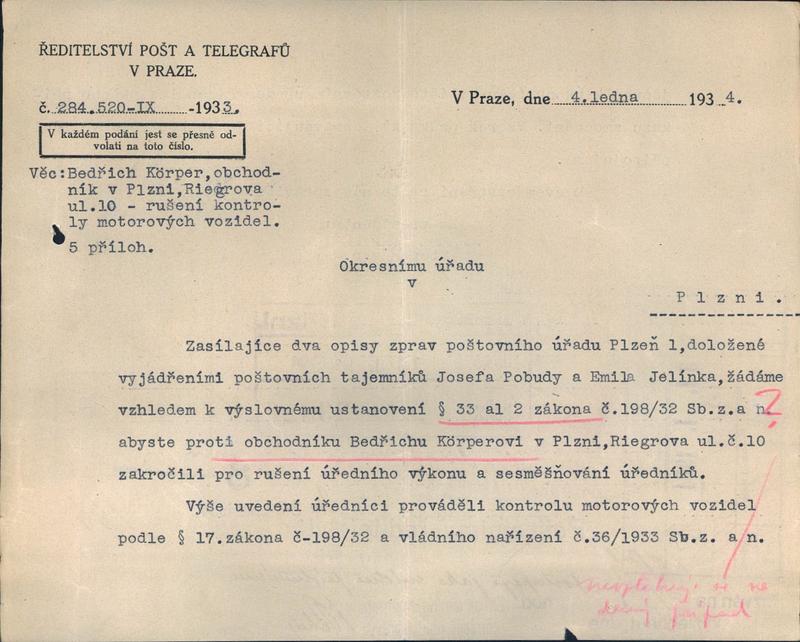 ŘEDITELSTVÍ POŠT A TELEGRAFŮ
V PRAZE.
č. 284.520-IX -1933.
V každém podání jest se přesně od-
volati na toto číslo.
V Praze, dne 4.ledna 1934.
Věc:Bedřich Körper,obchod-
ník v Plzni,Riegrova
ul.10 - rušení kontro-
ly motorových vozidel.
5 příloh.
Okresnímu úřadu
v
Plzni.
Zasílajíce dva opisy zprav poštovního úřadu Plzeň 1,doložené
vyjádřeními poštovních tajemníků Josefa Pobudy a Emila Jelínka,žádáme
vzhledem k výslovnému ustanovení § 33 al 2 zákona č.198/32 Sb.z.a n.
?
abyste proti obchodníku Bedřichu Körperovi v Plzni,Riegrova ul.č.10
zakročili pro rušení úředního výkonu a sesměšňování úředníků.
Výše uvedení úředníci prováděli kontrolu motorových vozidel
podle § 17.zákona č-198/32 a vládního nařízení č.36/1933 Sb.z. a n.
se na